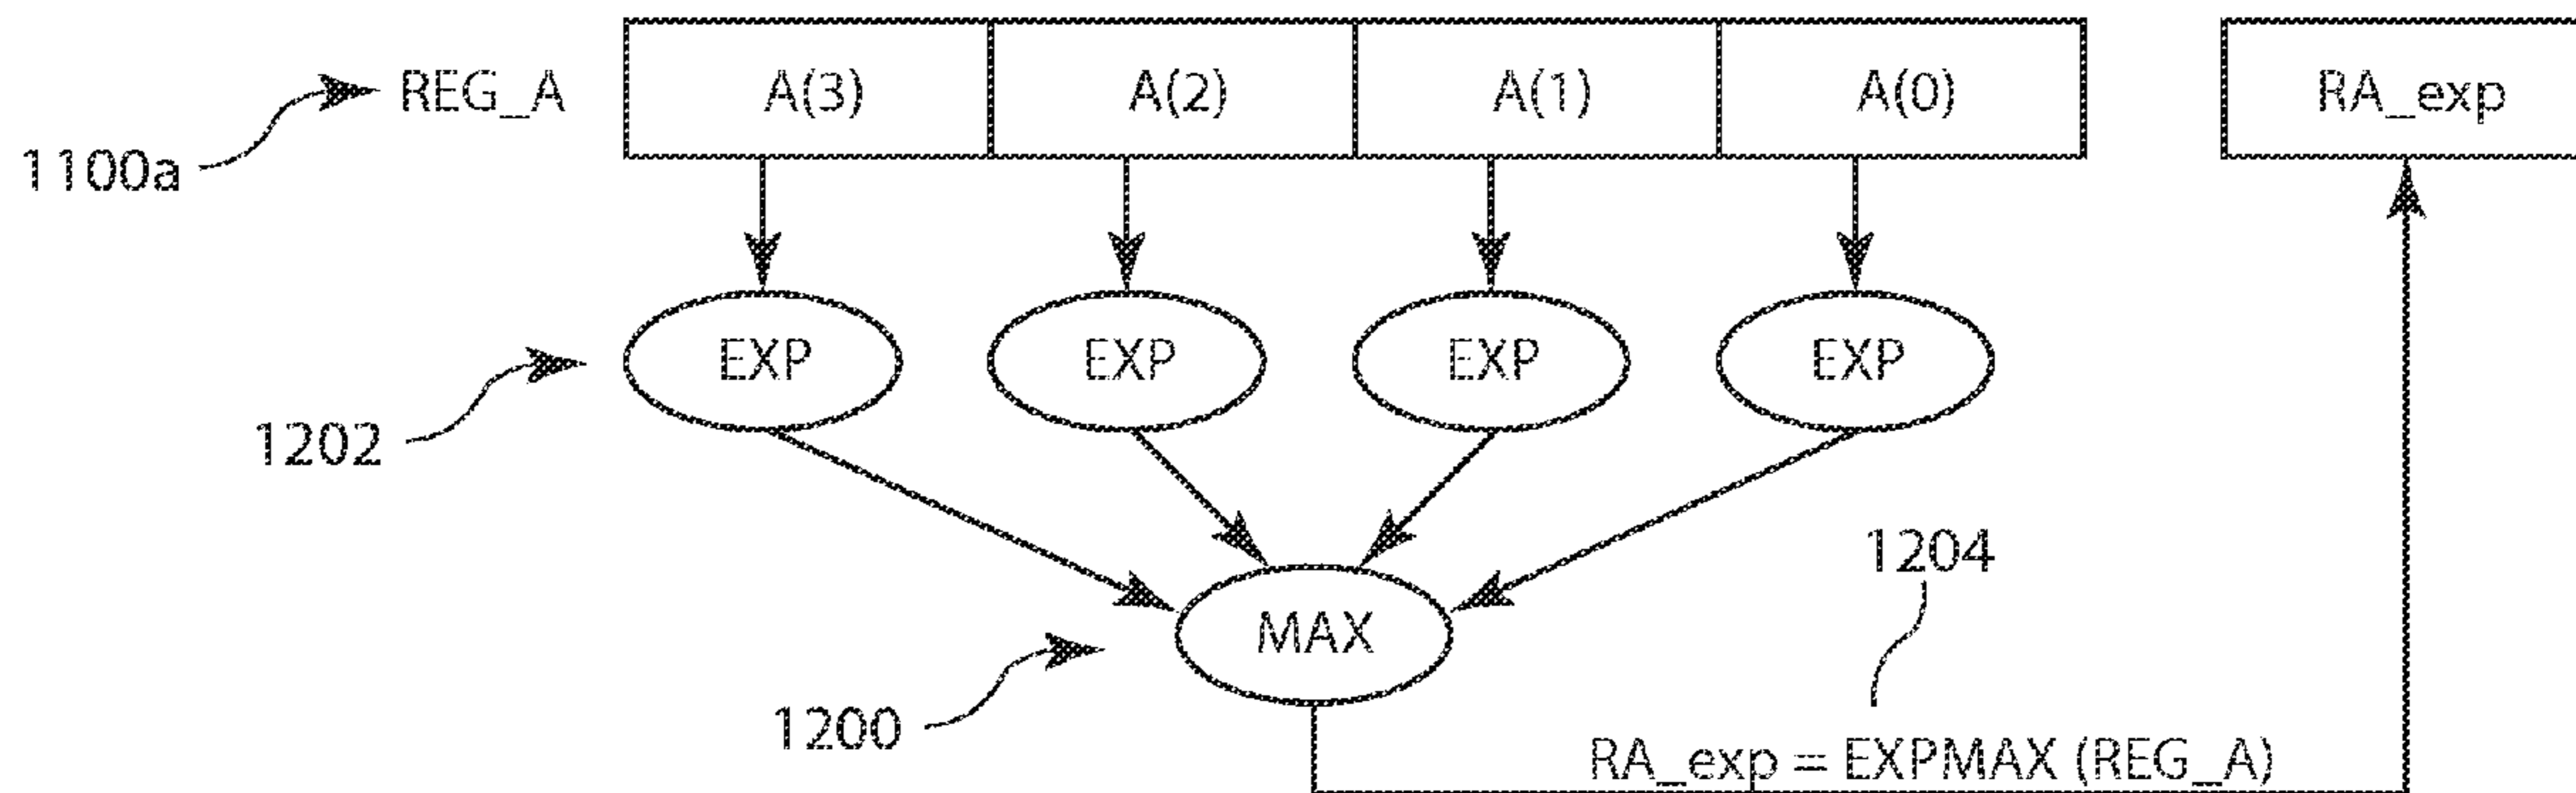 REG_A A(3) A(2) A(1) A(0) RA_exp
1100a
EXP EXP EXP EXP
1202
1204
MAX
1200
RA_exp = EXPMAX (REG_A)